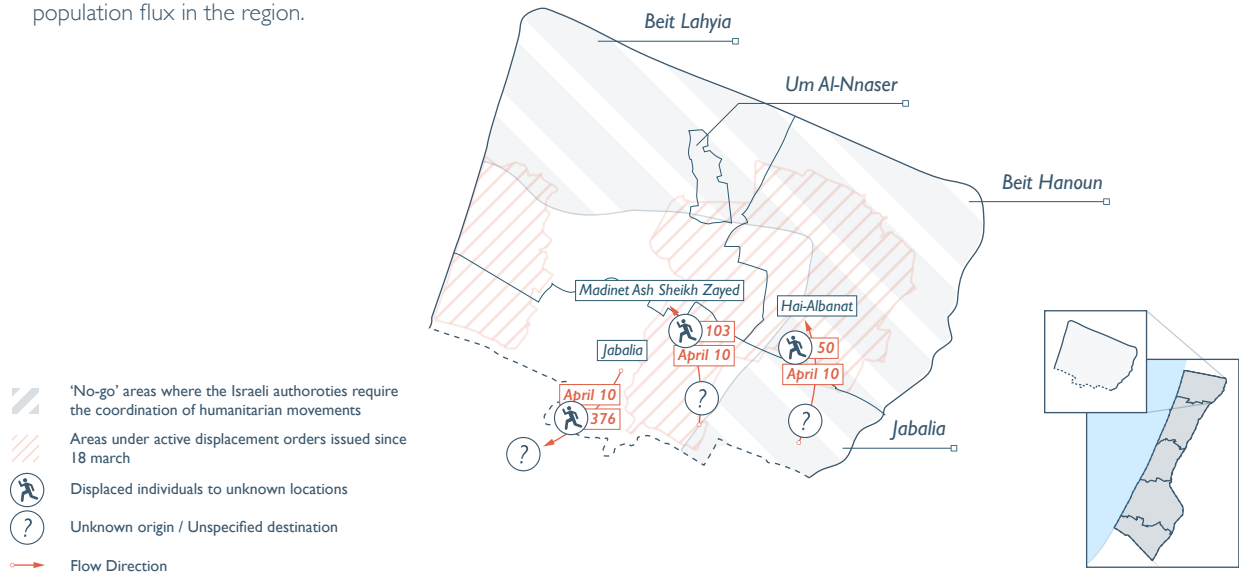 population flux in the region.
Beit Lahyia
Um Al-Nnaser
Beit Hanoun
Madinet Ash Sheikh Zayed
Hai-Albanat
103
April 10
50
April 10
Jabalia
April 10
376
?
?
?
Jabalia
'No-go' areas where the Israeli authoroties require
the coordination of humanitarian movements
Areas under active displacement orders issued since
18 march
Displaced individuals to unknown locations
?
Unknown origin / Unspecified destination
Flow Direction